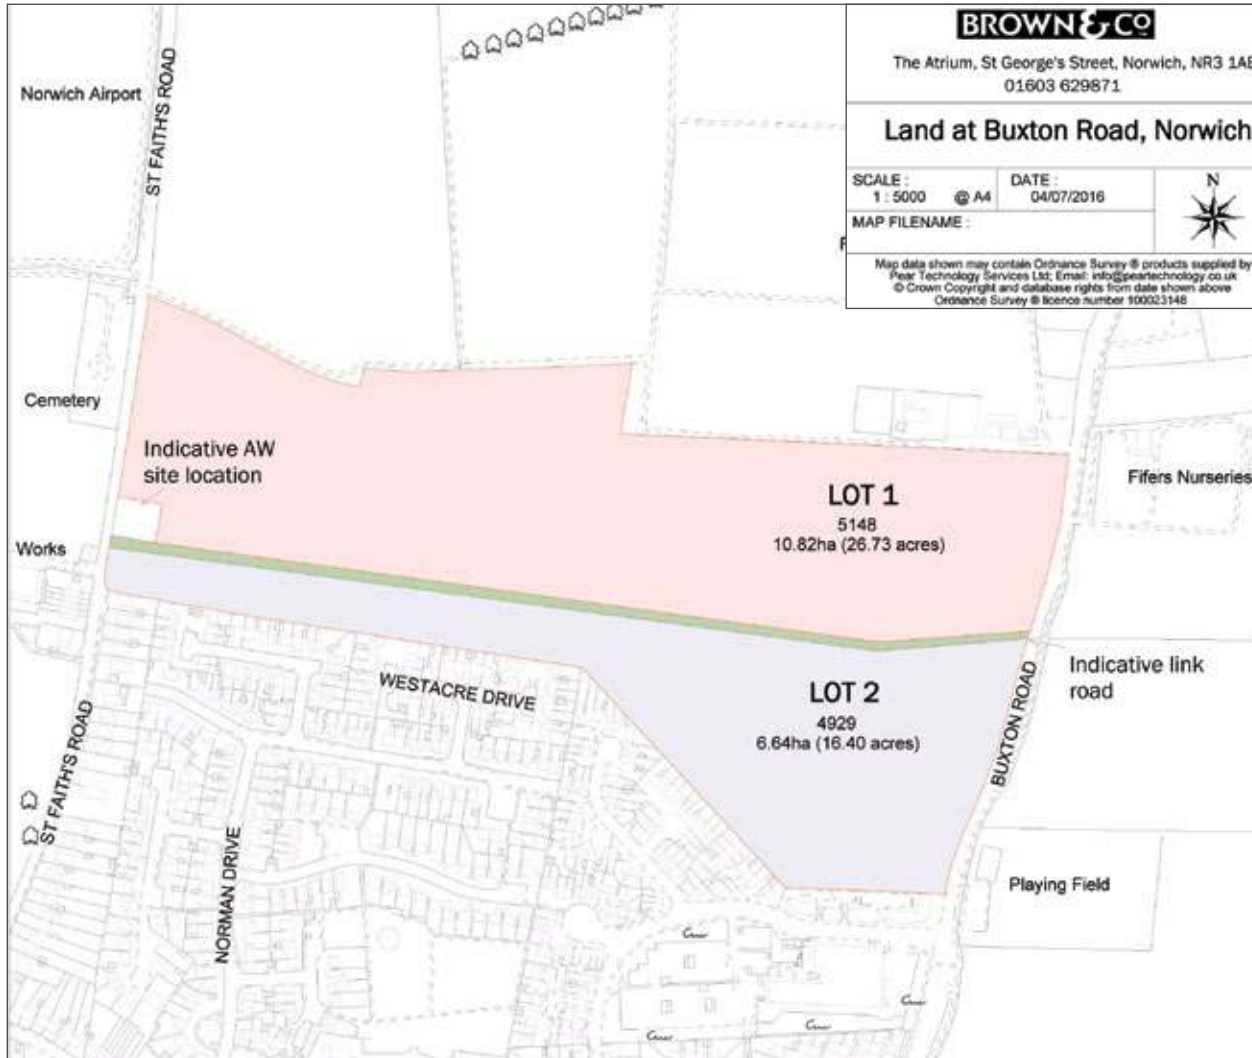 BROWN&CO
The Atrium, St George's Street, Norwich, NR3 1AB
01603 629871
Land at Buxton Road, Norwich
SCALE :
1 : 5000 @ A4
DATE :
04/07/2016
N
MAP FILENAME :
Map data shown may contain Ordnance Survey ® products supplied by
Pear Technology Services Ltd; Email: info@peartechnology.co.uk
© Crown Copyright and database rights from date shown above
Ordnance Survey ® licence number 100023148
Norwich Airport
ST FAITH'S ROAD
Cemetery
Indicative AW
site location
Works
LOT 1
5148
10.82ha (26.73 acres)
Fifers Nurseries
Indicative link
road
LOT 2
4929
6.64ha (16.40 acres)
WESTACRE DRIVE
BUXTON ROAD
ST FAITH'S ROAD
NORMAN DRIVE
Playing Field